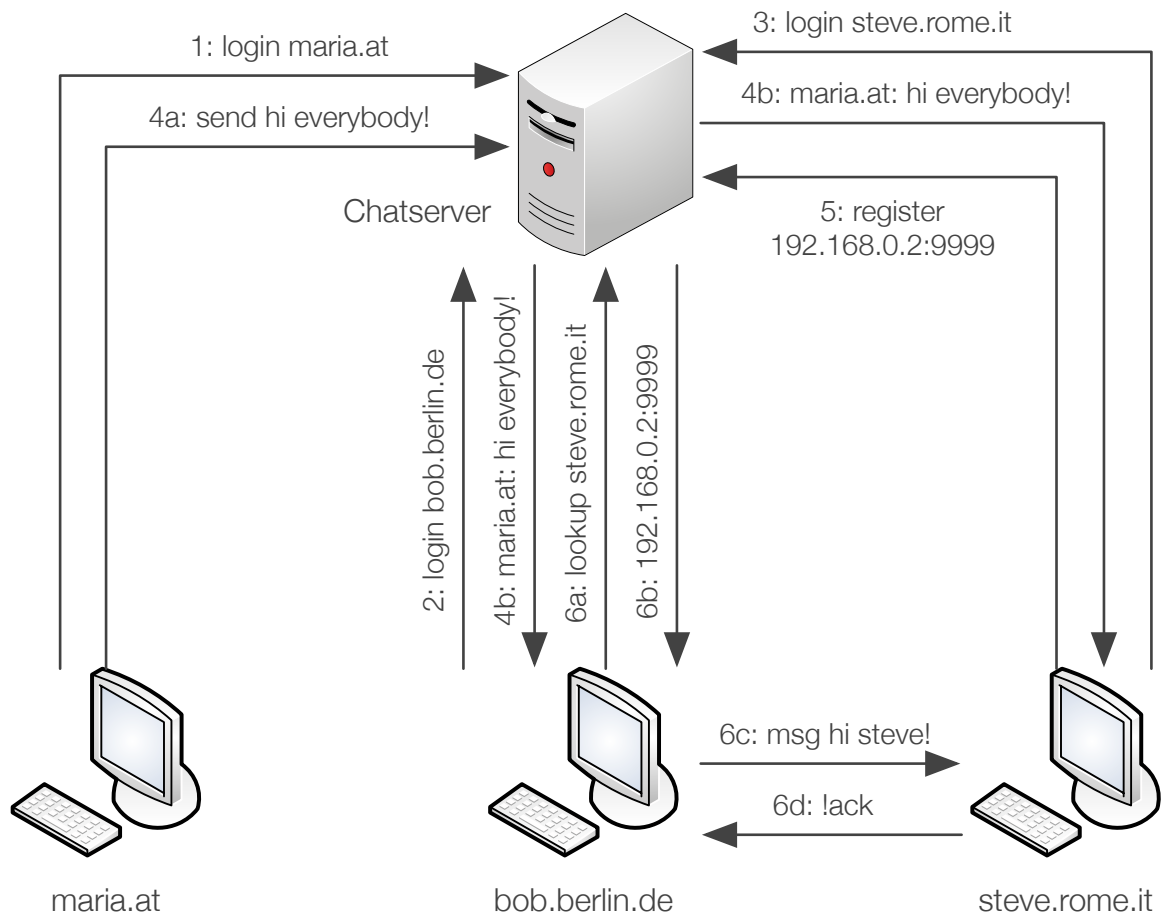 1: login maria.at
3: login steve.rome.it
4a: send hi everybody!
4b: maria.at: hi everybody!
Chatserver
5: register
192.168.0.2:9999
2: login bob.berlin.de
4b: maria.at: hi everybody!
6a: lookup steve.rome.it
6b: 192.168.0.2:9999
6c: msg hi steve!
6d: !ack
maria.at
bob.berlin.de
steve.rome.it